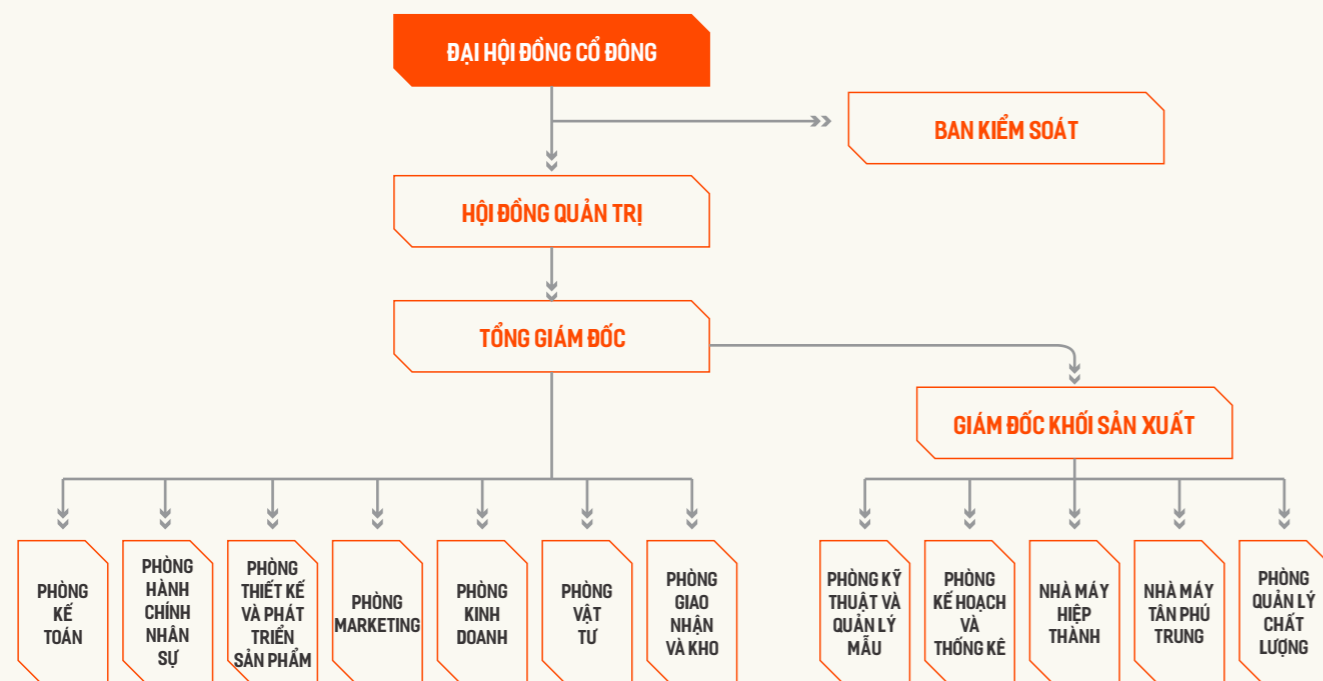 ĐẠI HỘI ĐỒNG CỔ ĐÔNG
BAN KIỂM SOÁT
HỘI ĐỒNG QUẢN TRỊ
TỔNG GIÁM ĐỐC
GIÁM ĐỐC KHỐI SẢN XUẤT
PHÒNG
KẾ
TOÁN
PHÒNG
HÀNH
CHÍNH
NHÂN
SỰ
PHÒNG
THIẾT KẾ
VÀ PHÁT
TRIỂN
SẢN PHẨM
PHÒNG
MARKETING
PHÒNG
KINH
DOANH
PHÒNG
VẬT
TƯ
PHÒNG
GIAO
NHẬN
VÀ KHO
PHÒNG KỸ
THUẬT VÀ
QUẢN LÝ
MẪU
PHÒNG
KẾ HOẠCH
VÀ
THỐNG KÊ
NHÀ MÁY
HIỆP
THÀNH
NHÀ MÁY
TÂN PHÚ
TRUNG
PHÒNG
QUẢN LÝ
CHẤT
LƯỢNG